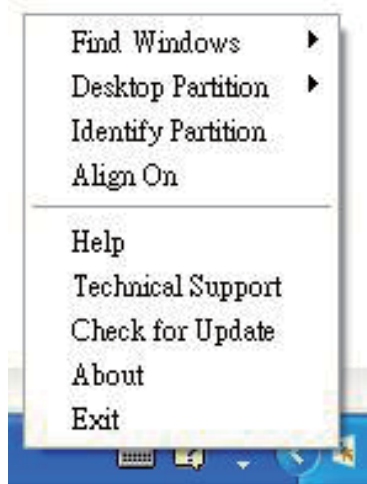 Find Windows
Desktop Partition
Identify Partition
Align On
Help
Technical Support
Check for Update
About
Exit